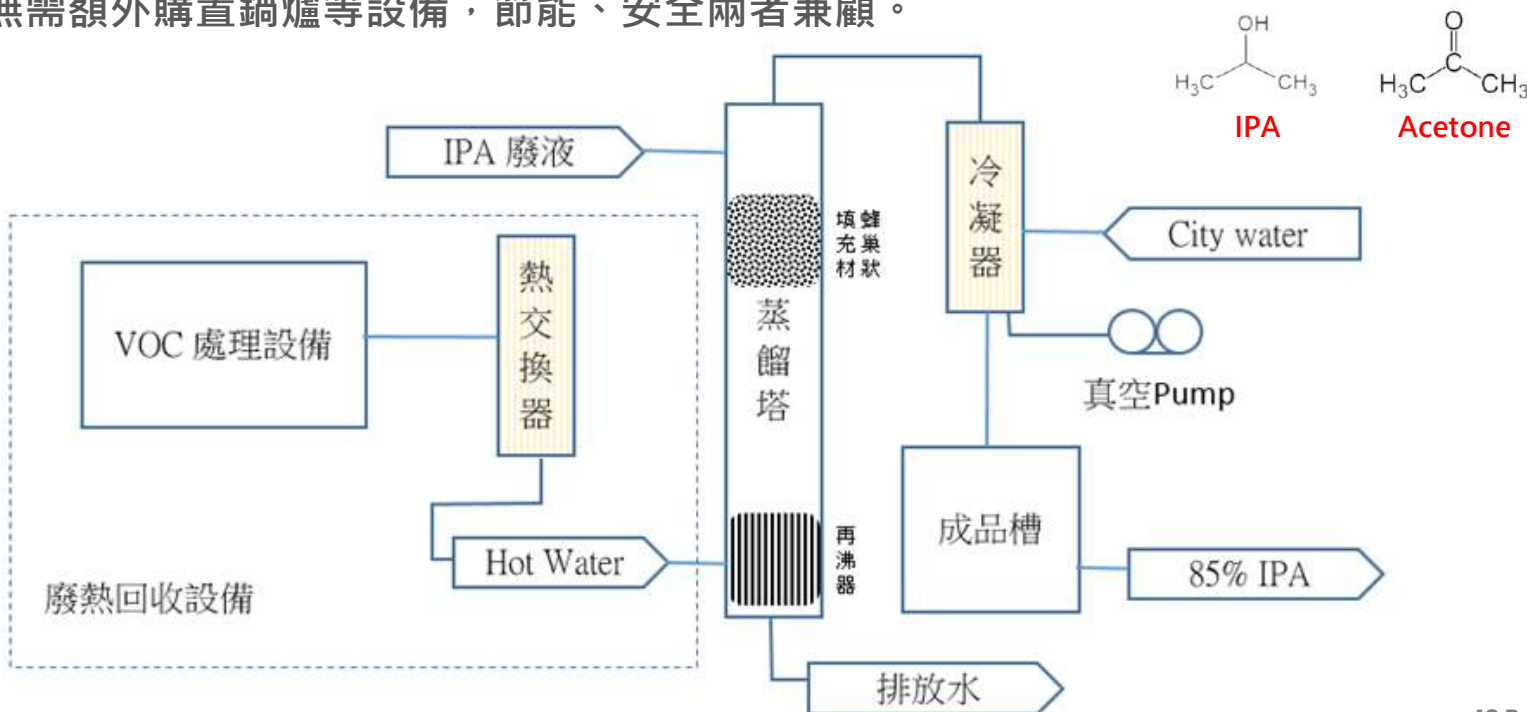 無需額外購置鍋爐等設備，節能、安全兩者兼顧。
OH
H₃C CH₃
IPA
O
C
H₃C CH₃
Acetone
IPA 廢液
蜂巢狀
填充材
冷凝器
City water
VOC 處理設備
熱交換器
蒸餾塔
真空Pump
Hot Water
再沸器
成品槽
85% IPA
廢熱回收設備
排放水